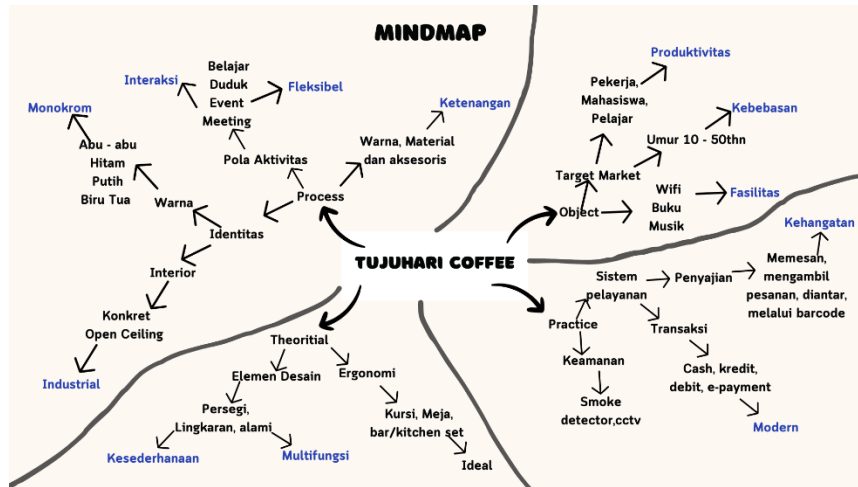 MINDMAP
TUJUHARI COFFEE
Process
Pola Aktivitas
Belajar
Duduk
Event
Meeting
Interaksi
Fleksibel
Warna, Material
dan aksesoris
Ketenangan
Identitas
Warna
Abu - abu
Hitam
Putih
Biru Tua
Monokrom
Interior
Konkret
Open Ceiling
Industrial
Object
Target Market
Pekerja,
Mahasiswa,
Pelajar
Produktivitas
Umur 10 - 50thn
Kebebasan
Wifi
Buku
Musik
Fasilitas
Practice
Sistem
pelayanan
Penyajian
Memesan,
mengambil
pesanan, diantar,
melalui barcode
Kehangatan
Transaksi
Cash, kredit,
debit, e-payment
Modern
Keamanan
Smoke
detector,cctv
Theoritial
Elemen Desain
Persegi,
Lingkaran, alami
Kesederhanaan
Multifungsi
Ergonomi
Kursi, Meja,
bar/kitchen set
Ideal